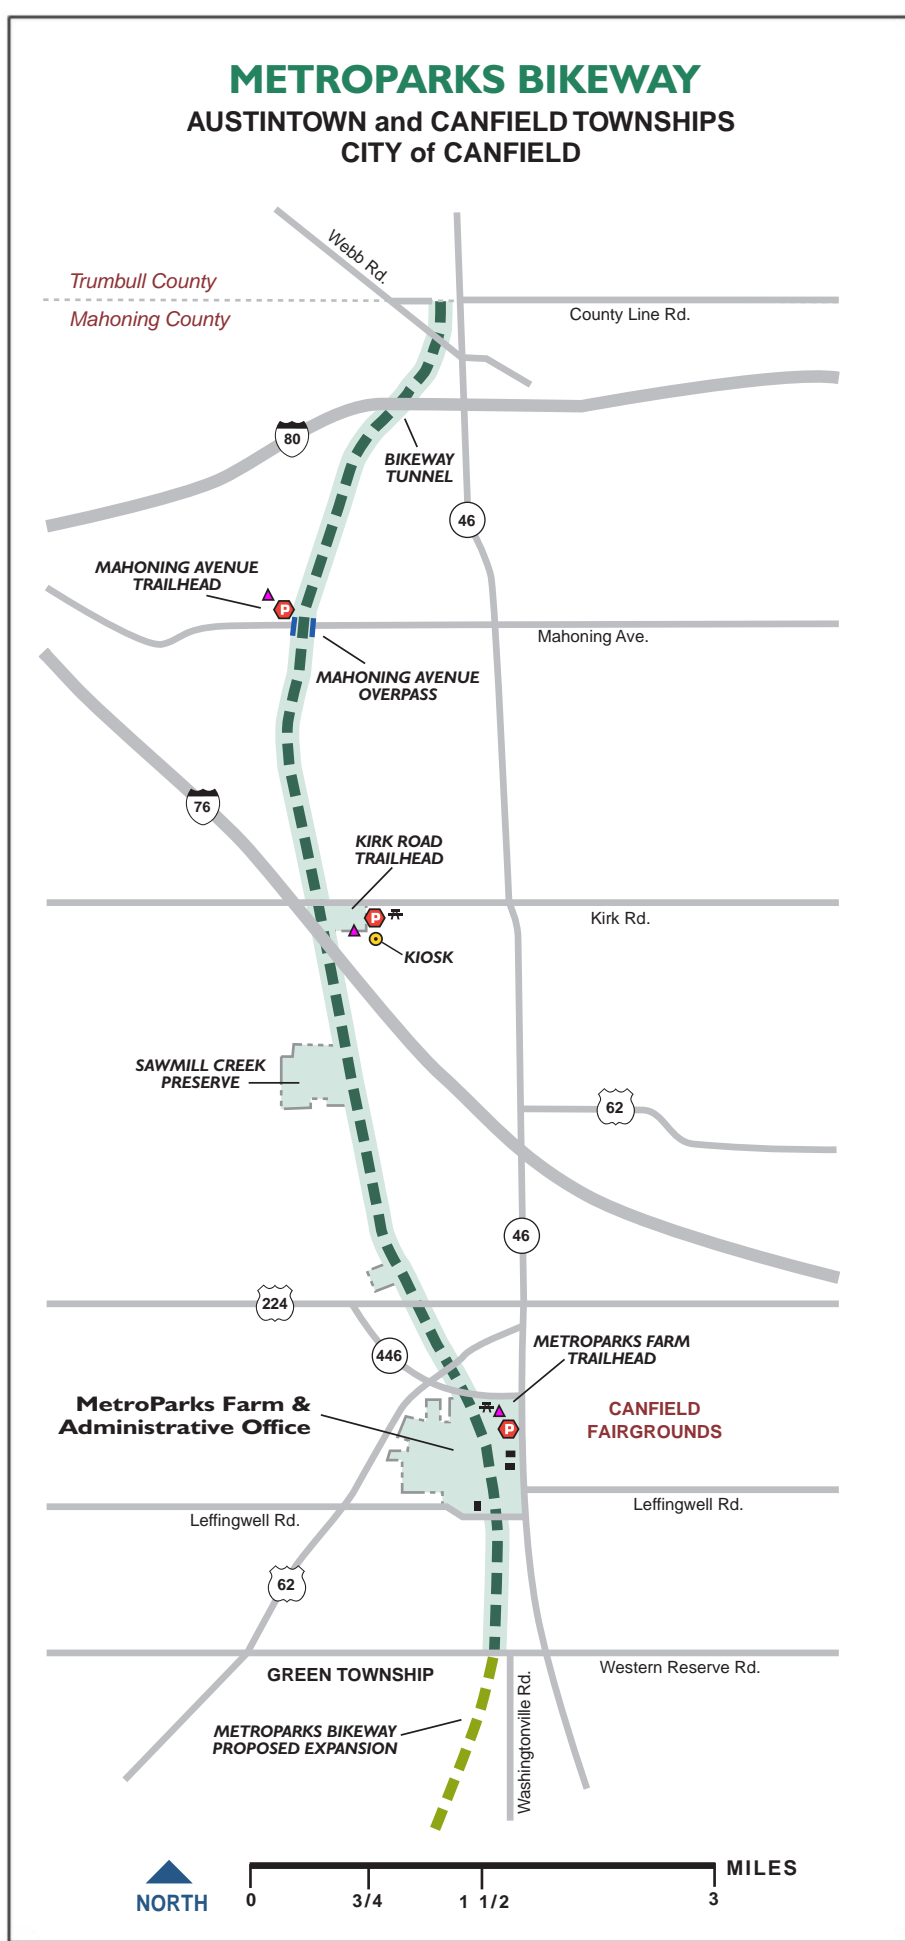 METROPARKS BIKEWAY
AUSTINTOWN and CANFIELD TOWNSHIPS
CITY of CANFIELD
Webb Rd.
Trumbull County
Mahoning County
County Line Rd.
80
BIKEWAY
TUNNEL
46
MAHONING AVENUE
TRAILHEAD
P
Mahoning Ave.
MAHONING AVENUE
OVERPASS
76
KIRK ROAD
TRAILHEAD
P
Kirk Rd.
KIOSK
SAWMILL CREEK
PRESERVE
62
46
224
446
METROPARKS FARM
TRAILHEAD
MetroParks Farm &
Administrative Office
P
CANFIELD
FAIRGROUNDS
Leffingwell Rd.
Leffingwell Rd.
62
GREEN TOWNSHIP
Western Reserve Rd.
Washingtonville Rd.
METROPARKS BIKEWAY
PROPOSED EXPANSION
MILES
NORTH
0 3/4 1 1/2 3